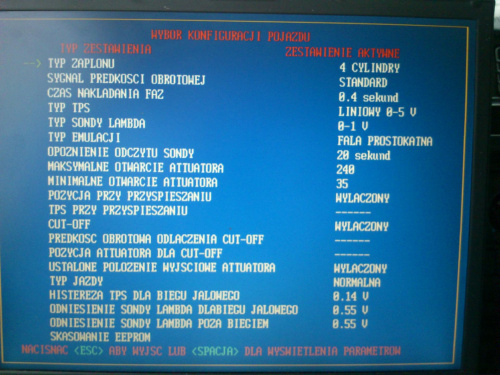 WYBOR KONFIGURACJI POJAZDU
TYP ZESTAWIENIA ZESTAWIENIE AKTYWNE
--> TYP ZAPLONU 4 CYLINDRY
SYGNAL PREDKOSCI OBROTOWEJ STANDARD
CZAS NAKLADANIA FAZ 0.4 sekund
TYP TPS LINIOWY 0-5 V
TYP SONDY LAMBDA 0-1 V
TYP EMULACJI FALA PROSTOKATNA
OPOZNIENIE ODCZYTU SONDY 20 sekund
MAKSYMALNE OTWARCIE ATTUATORA 240
MINIMALNE OTWARCIE ATTUATORA 35
POZYCJA PRZY PRZYSPIESZANIU WYLACZONY
TPS PRZY PRZYSPIESZANIU ------
CUT-OFF WYLACZONY
PREDKOSC OBROTOWA ODLACZENIA CUT-OFF ------
POZYCJA ATTUATORA DLA CUT-OFF ------
USTALONE POLOZENIE WYJSCIOWE ATTUATORA WYLACZONY
TYP JAZDY NORMALNA
HISTEREZA TPS DLA BIEGU JALOWEGO 0.14 V
ODNIESIENIE SONDY LAMBDA DLABIEGU JALOWEGO 0.55 V
ODNIESIENIE SONDY LAMBDA POZA BIEGIEM 0.55 V
SKASOWANIE EEPROM
NACISNAC <ESC> ABY WYJSC LUB <SPACJA> DLA WYSWIETLENIA PARAMETROW